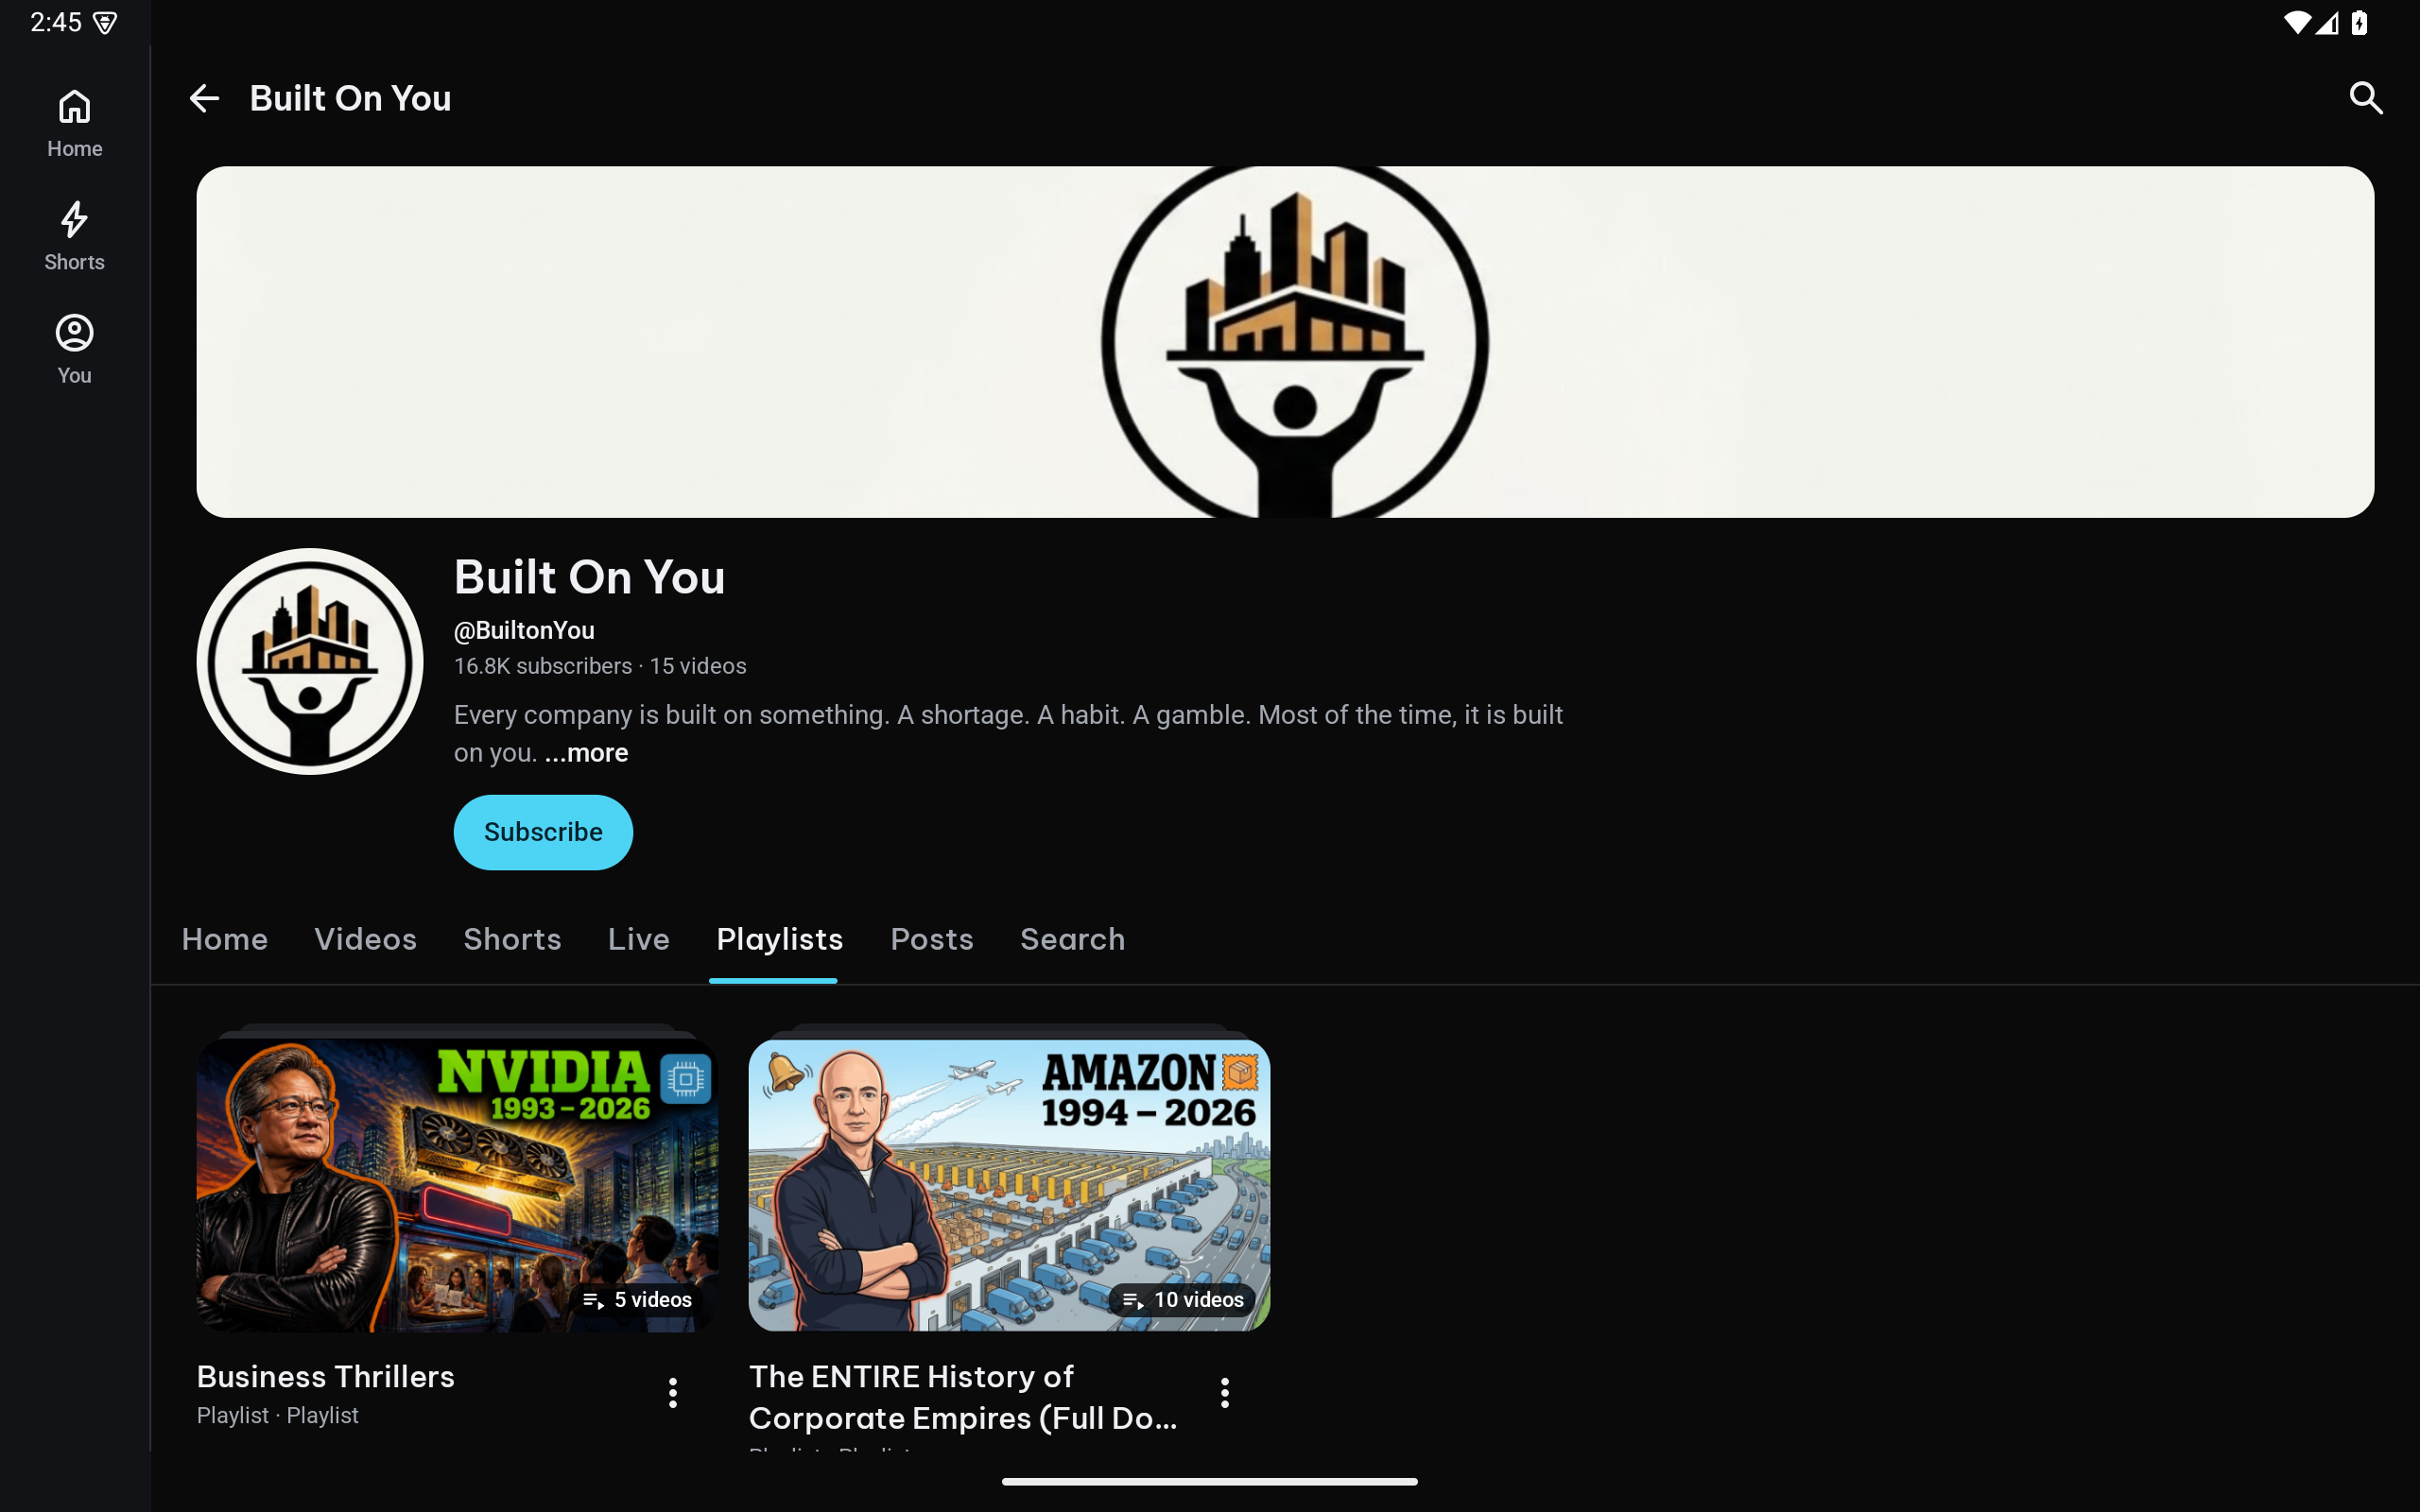 2:45
Home
Shorts
You
Built On You
Built On You
@BuiltonYou
16.8K subscribers · 15 videos
Every company is built on something. A shortage. A habit. A gamble. Most of the time, it is built
on you. ...more
Subscribe
Home Videos Shorts Live Playlists Posts Search
NVIDIA
1993 – 2026
5 videos
AMAZON
1994 – 2026
10 videos
Business Thrillers
Playlist · Playlist
The ENTIRE History of
Corporate Empires (Full Do...
Playlist · Playlist